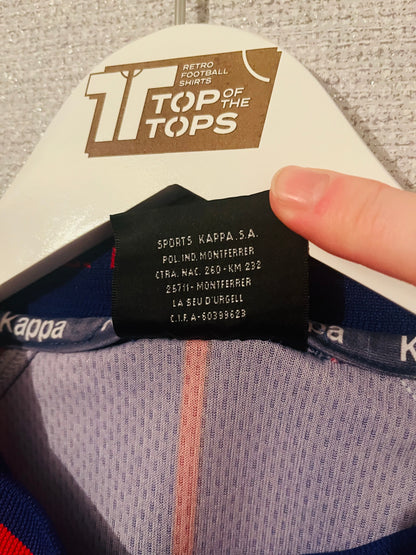 RETRO
FOOTBALL
SHIRTS
TT TOP OF THE
TOPS
SPORTS KAPPA, S.A.
POL.IND. MONTFERRER
CTRA. NAC. 260 - KM 232
25711 - MONTFERRER
LA SEU D'URGELL
C.I.F. A-60399623
Kappa
Kappa
K